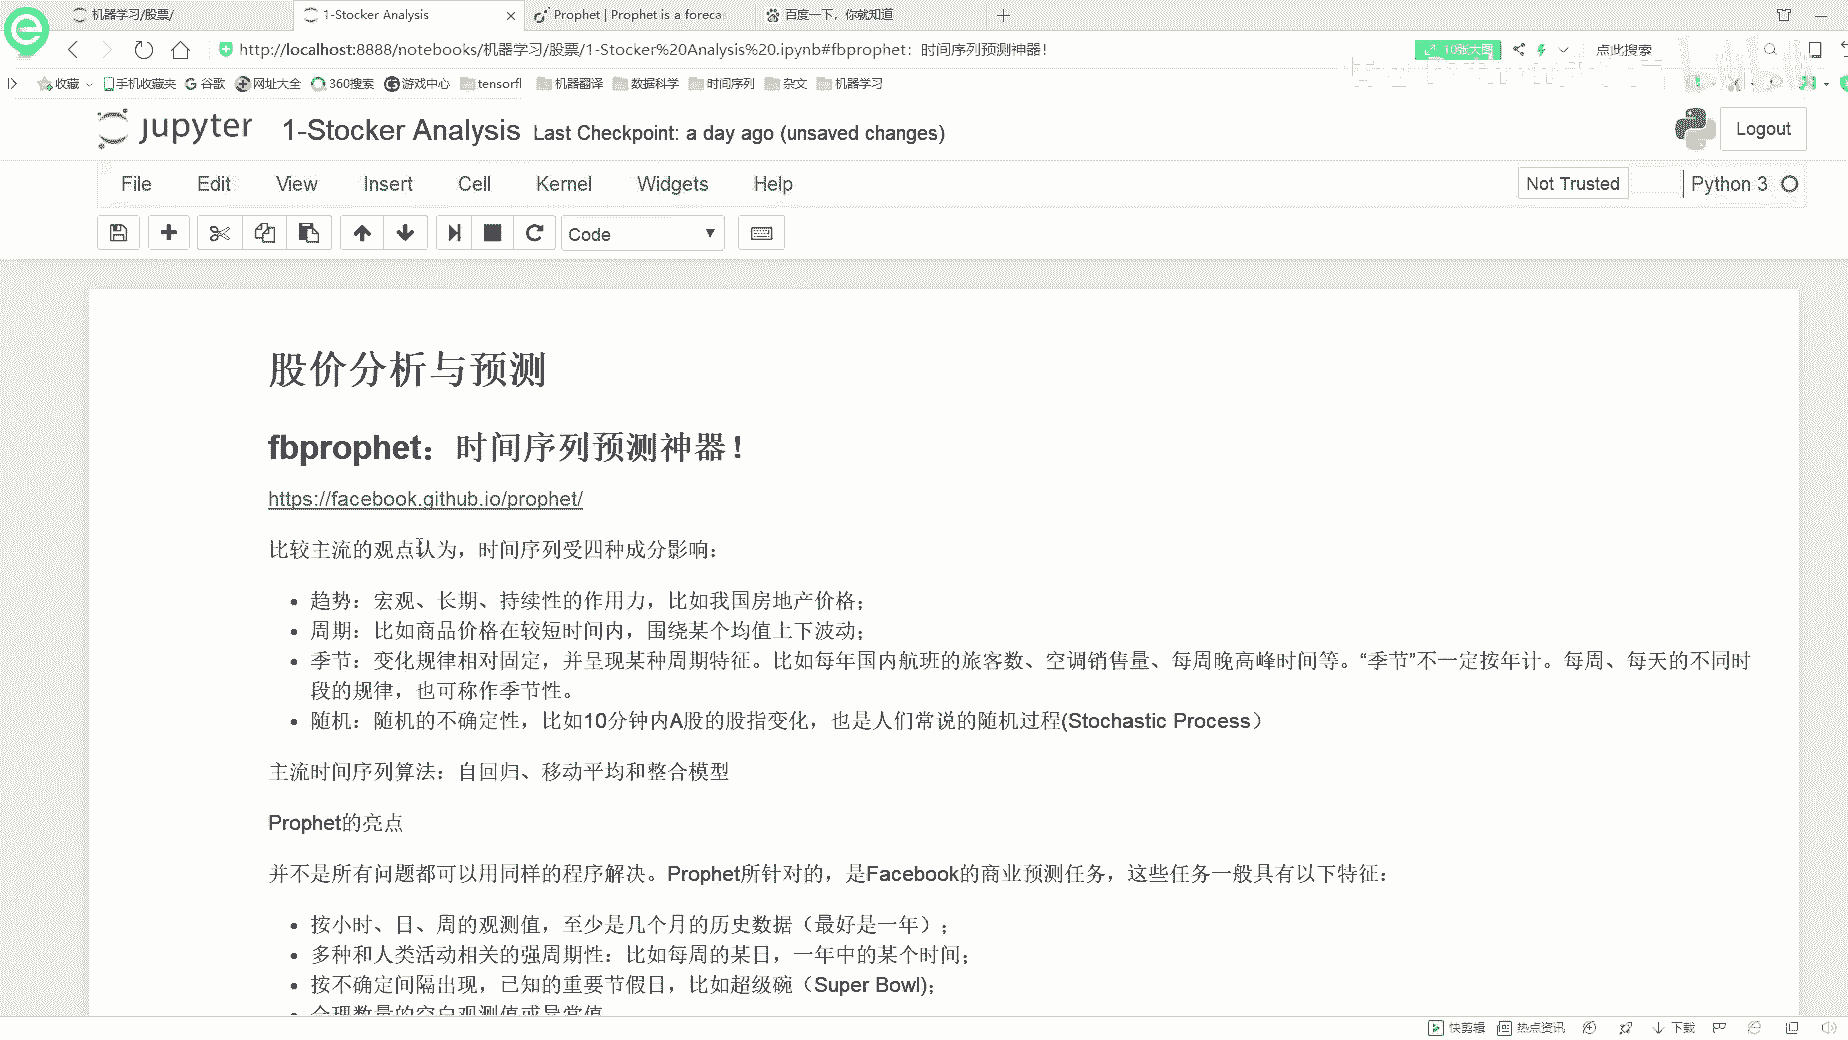 机器学习/股票/
1-Stocker Analysis
Prophet | Prophet is a foreca
百度一下，你就知道
http://localhost:8888/notebooks/机器学习/股票/1-Stocker%20Analysis%20.ipynb#fbprophet：时间序列预测神器！
10张大图
点此搜索
收藏 手机收藏夹 谷歌 网址大全 360搜索 游戏中心 tensorfl 机器翻译 数据科学 时间序列 杂文 机器学习
jupyter 1-Stocker Analysis Last Checkpoint: a day ago (unsaved changes)
Logout
File Edit View Insert Cell Kernel Widgets Help
Not Trusted
Python 3
Code
股价分析与预测
fbprophet：时间序列预测神器！
https://facebook.github.io/prophet/
比较主流的观点认为，时间序列受四种成分影响：
趋势：宏观、长期、持续性的作用力，比如我国房地产价格；
周期：比如商品价格在较短时间内，围绕某个均值上下波动；
季节：变化规律相对固定，并呈现某种周期特征。比如每年国内航班的旅客数、空调销售量、每周晚高峰时间等。“季节”不一定按年计。每周、每天的不同时
段的规律，也可称作季节性。
随机：随机的不确定性，比如10分钟内A股的股指变化，也是人们常说的随机过程(Stochastic Process）
主流时间序列算法：自回归、移动平均和整合模型
Prophet的亮点
并不是所有问题都可以用同样的程序解决。Prophet所针对的，是Facebook的商业预测任务，这些任务一般具有以下特征：
按小时、日、周的观测值，至少是几个月的历史数据（最好是一年）；
多种和人类活动相关的强周期性：比如每周的某日，一年中的某个时间；
按不确定间隔出现，已知的重要节假日，比如超级碗（Super Bowl)；
合理数量的空白观测值或异常值
快剪辑 热点资讯 下载